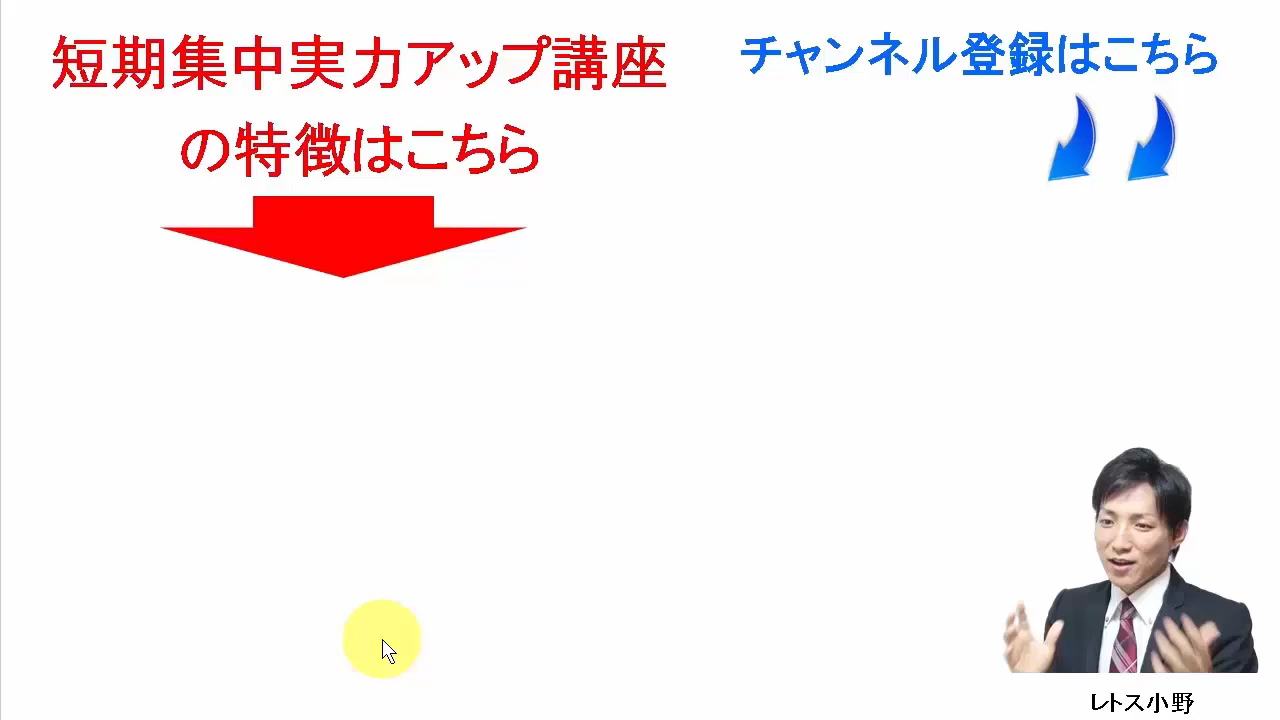 短期集中実力アップ講座
の特徴はこちら
チャンネル登録はこちら
レトス小野